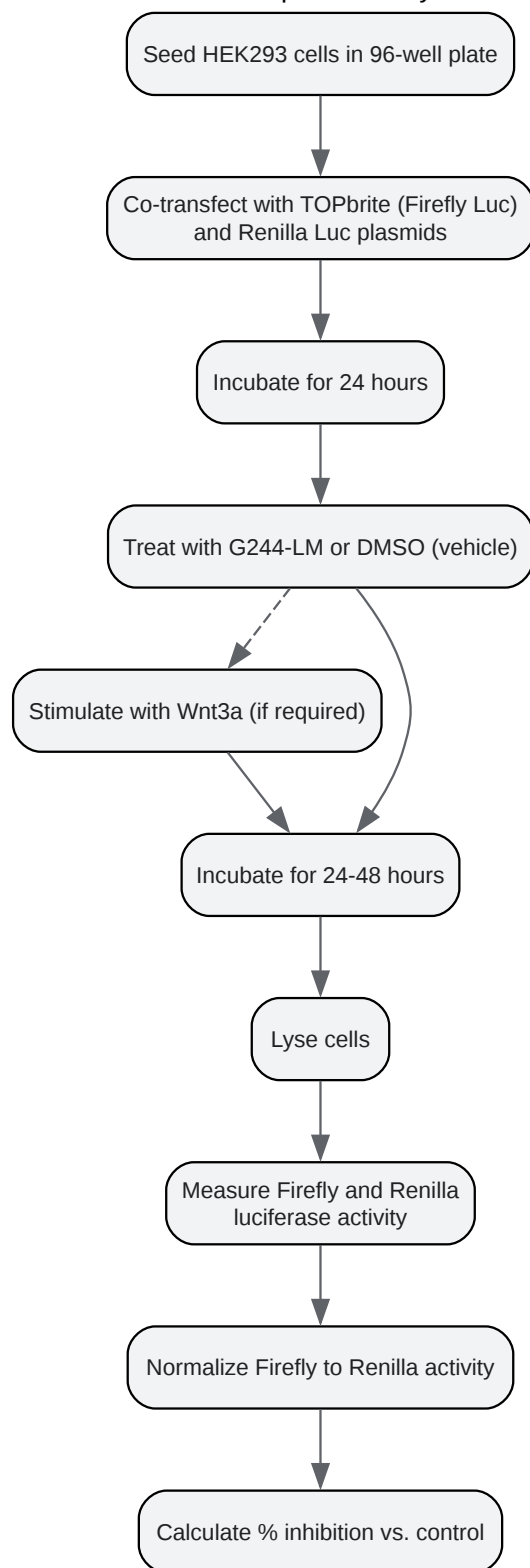 Seed HEK293 cells in 96-well plate
Co-transfect with TOPbrite (Firefly Luc)
and Renilla Luc plasmids
Incubate for 24 hours
Treat with G244-LM or DMSO (vehicle)
Stimulate with Wnt3a (if required)
Incubate for 24-48 hours
Lyse cells
Measure Firefly and Renilla
luciferase activity
Normalize Firefly to Renilla activity
Calculate % inhibition vs. control